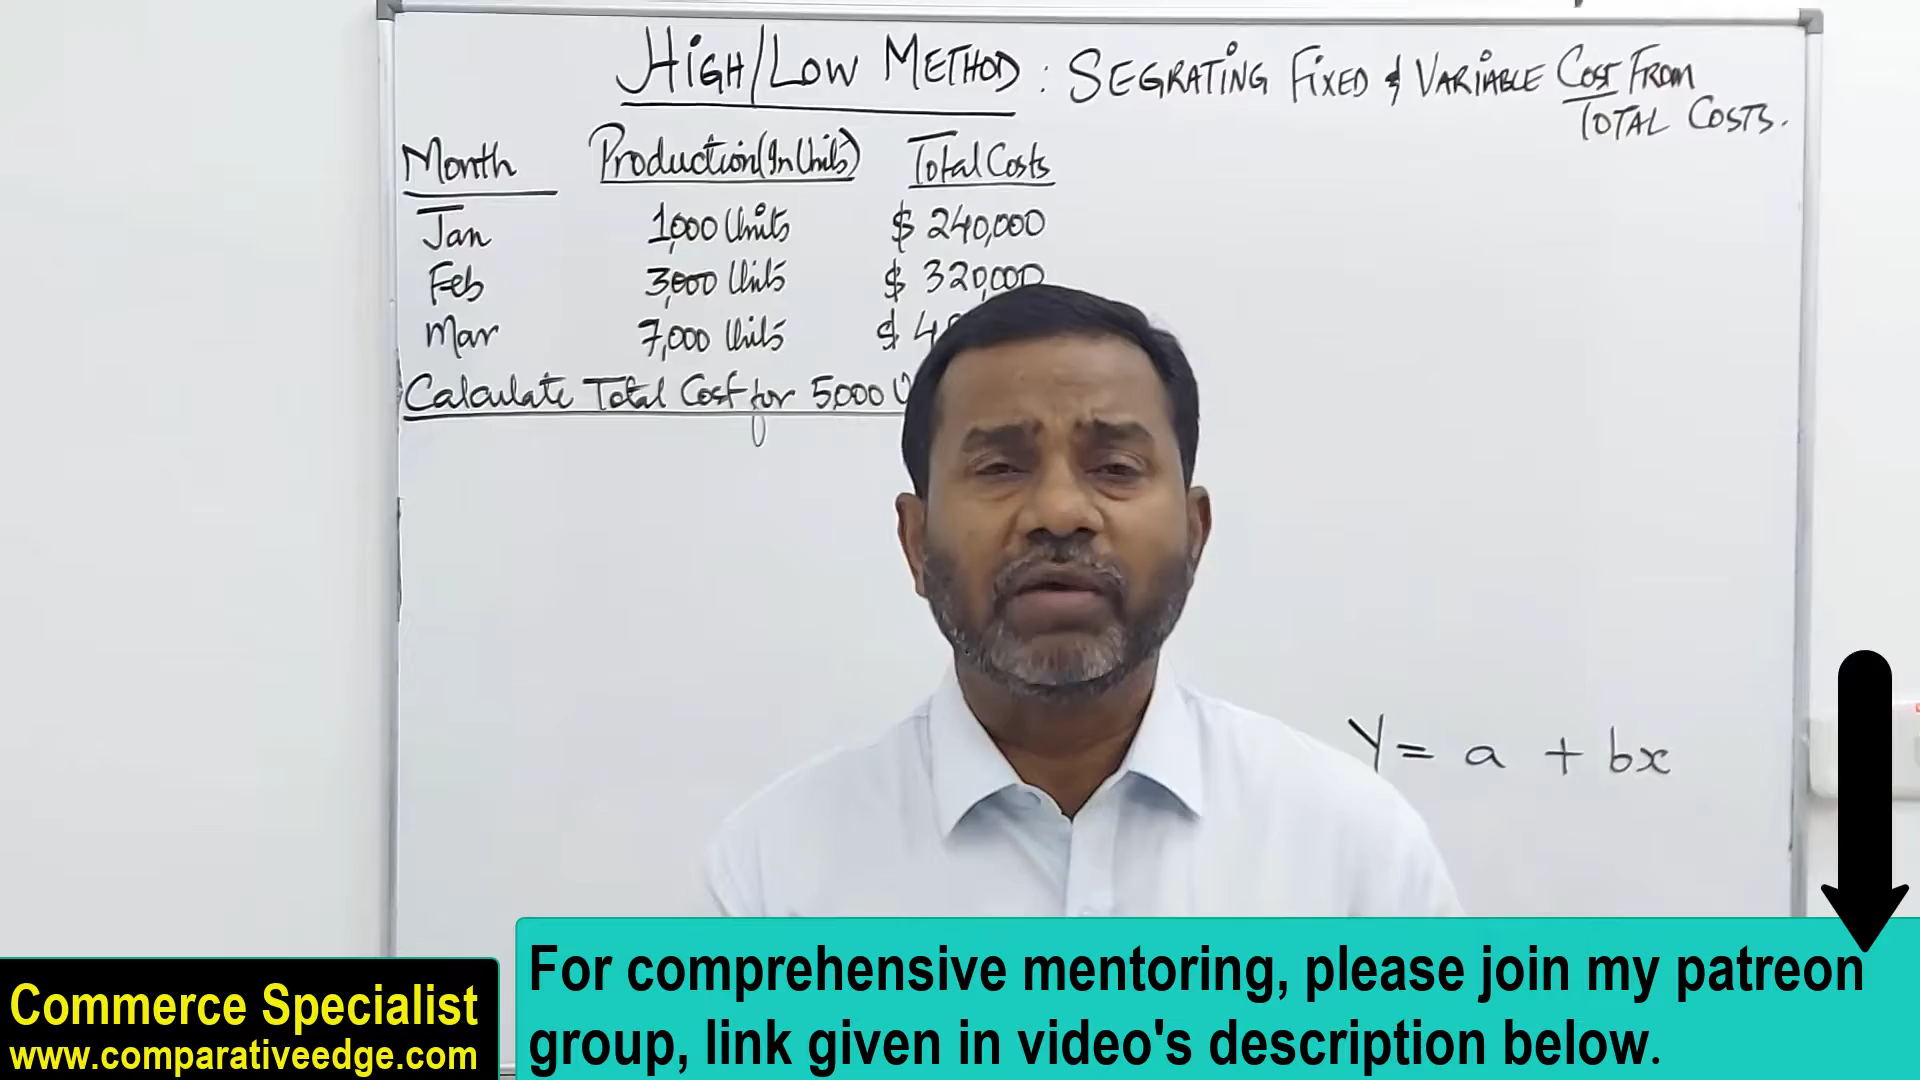 HIGH/LOW METHOD : SEGRATING FIXED & VARIABLE COST FROM
TOTAL COSTS.
Month Production(In Units) Total Costs
Jan 1,000 Units $ 240,000
Feb 3,000 Units $ 320,000
Mar 7,000 Units $
Calculate Total Cost for 5,000
Y = a + bx
For comprehensive mentoring, please join my patreon
group, link given in video's description below.
Commerce Specialist
www.comparativeedge.com